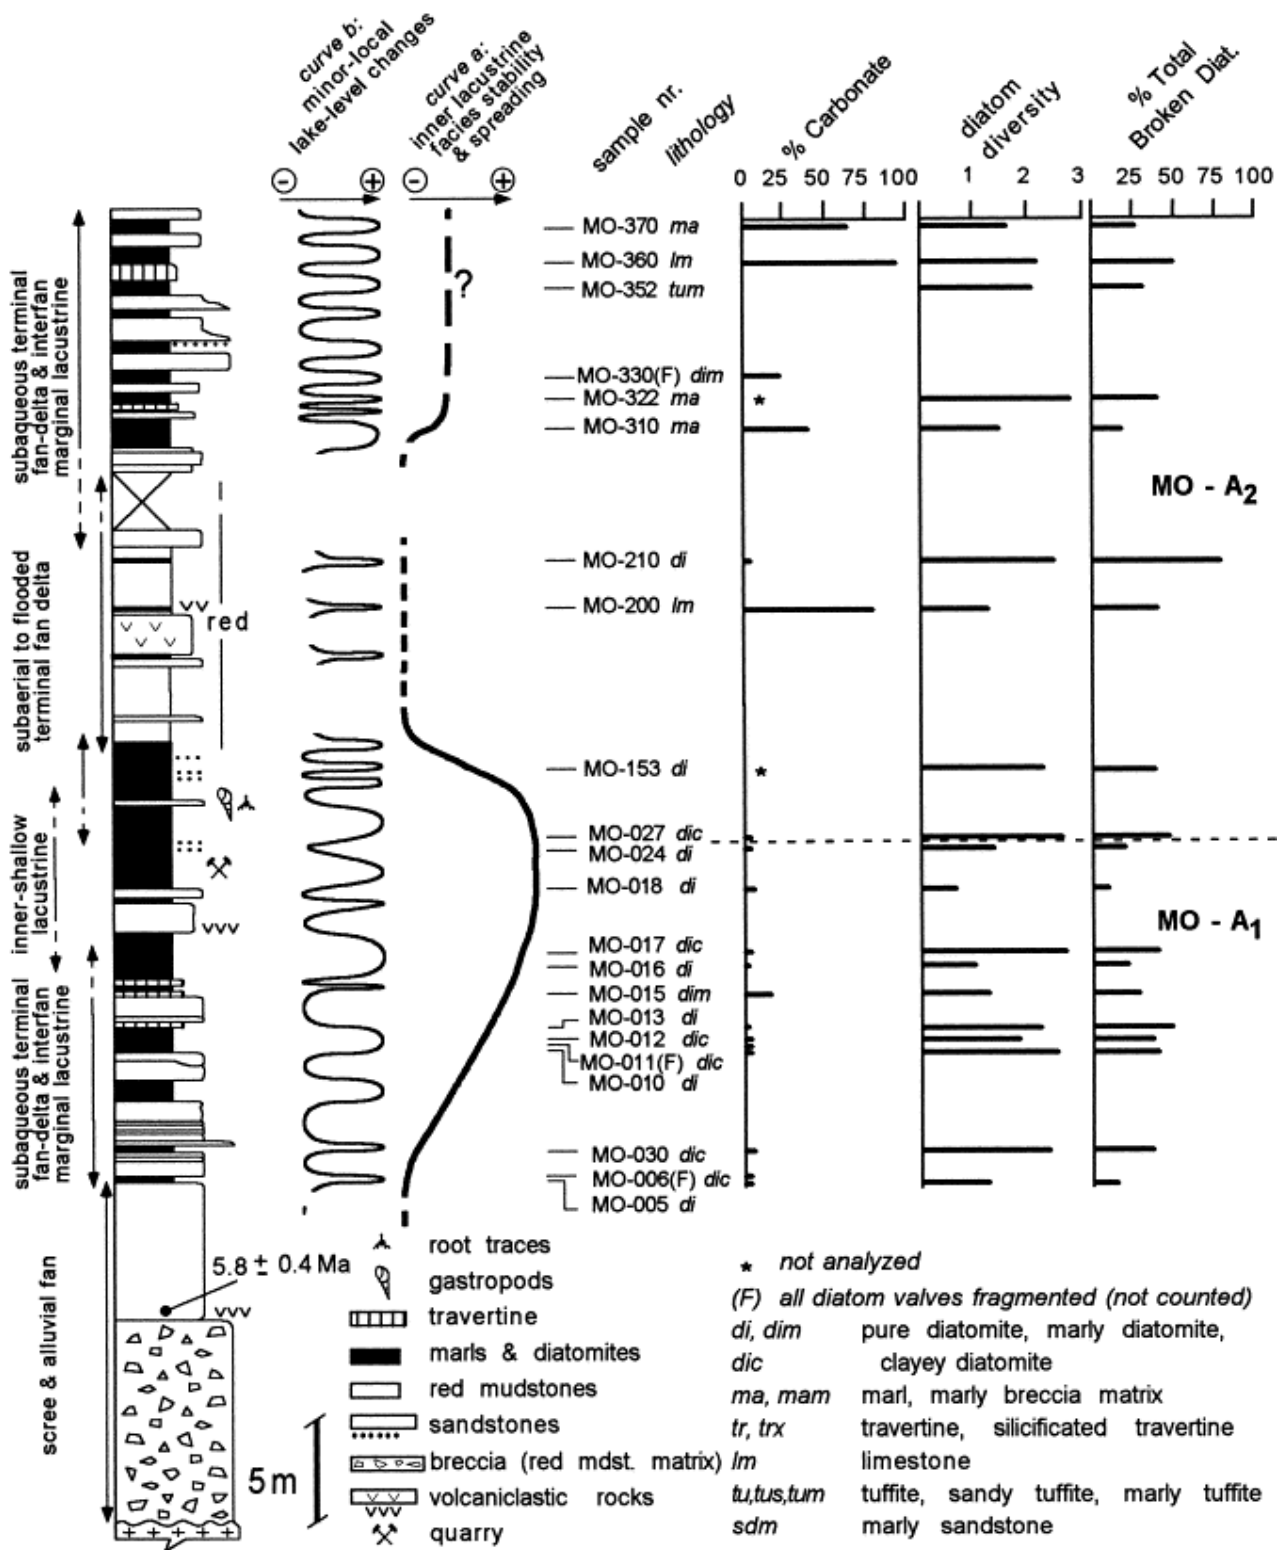 curve b:
minor-local
lake-level changes
curve a:
inner lacustrine
facies stability
& spreading
sample nr.
lithology
% Carbonate
diatom
diversity
% Total
Broken Diat.
0 25 50 75 100
1 2 3
25 50 75 100
MO-370 ma
MO-360 lm
MO-352 tum
?
MO-330(F) dim
MO-322 ma *
MO-310 ma
MO - A2
MO-210 di
MO-200 lm
red
MO-153 di *
MO-027 dic
MO-024 di
MO-018 di
MO - A1
MO-017 dic
MO-016 di
MO-015 dim
MO-013 di
MO-012 dic
MO-011(F) dic
MO-010 di
MO-030 dic
MO-006(F) dic
MO-005 di
subaqueous terminal
fan-delta & interfan
marginal lacustrine
subaerial to flooded
terminal fan delta
inner-shallow
lacustrine
subaqueous terminal
fan-delta & interfan
marginal lacustrine
scree & alluvial fan
5.8 ± 0.4 Ma
5m
root traces
gastropods
travertine
marls & diatomites
red mudstones
sandstones
breccia (red mdst. matrix)
volcaniclastic rocks
quarry
* not analyzed
(F) all diatom valves fragmented (not counted)
di, dim pure diatomite, marly diatomite,
dic clayey diatomite
ma, mam marl, marly breccia matrix
tr, trx travertine, silicificated travertine
lm limestone
tu,tus,tum tuffite, sandy tuffite, marly tuffite
sdm marly sandstone